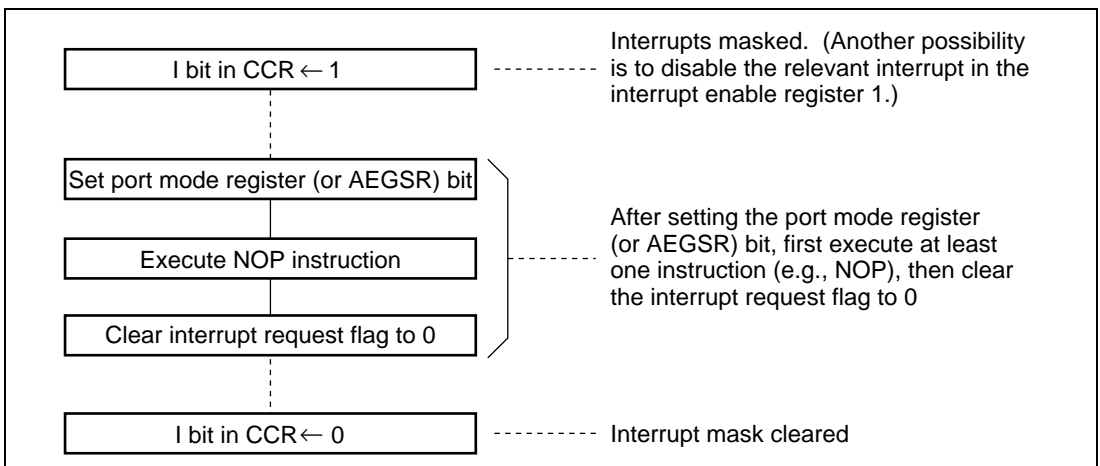 I bit in CCR ← 1
Interrupts masked. (Another possibility
is to disable the relevant interrupt in the
interrupt enable register 1.)
Set port mode register (or AEGSR) bit
Execute NOP instruction
Clear interrupt request flag to 0
After setting the port mode register
(or AEGSR) bit, first execute at least
one instruction (e.g., NOP), then clear
the interrupt request flag to 0
I bit in CCR← 0
Interrupt mask cleared